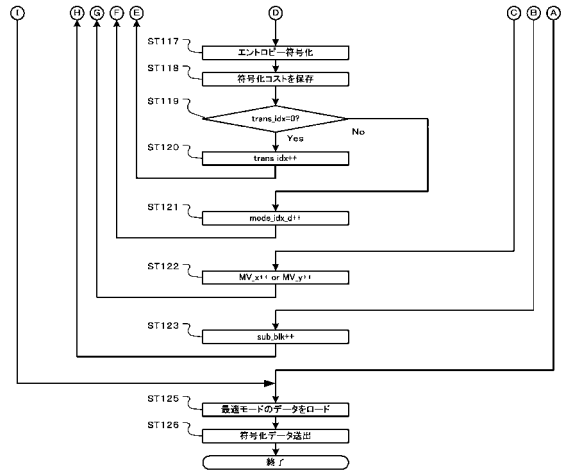 I H G F E D C B A
ST117
エントロピー符号化
ST118
符号化コストを保存
ST119
trans_idx=0?
No
Yes
ST120
trans idx++
ST121
mode_idx_d++
ST122
MV_x++ or MV_y++
ST123
sub_blk++
ST125
最適モードのデータをロード
ST126
符号化データ送出
終了